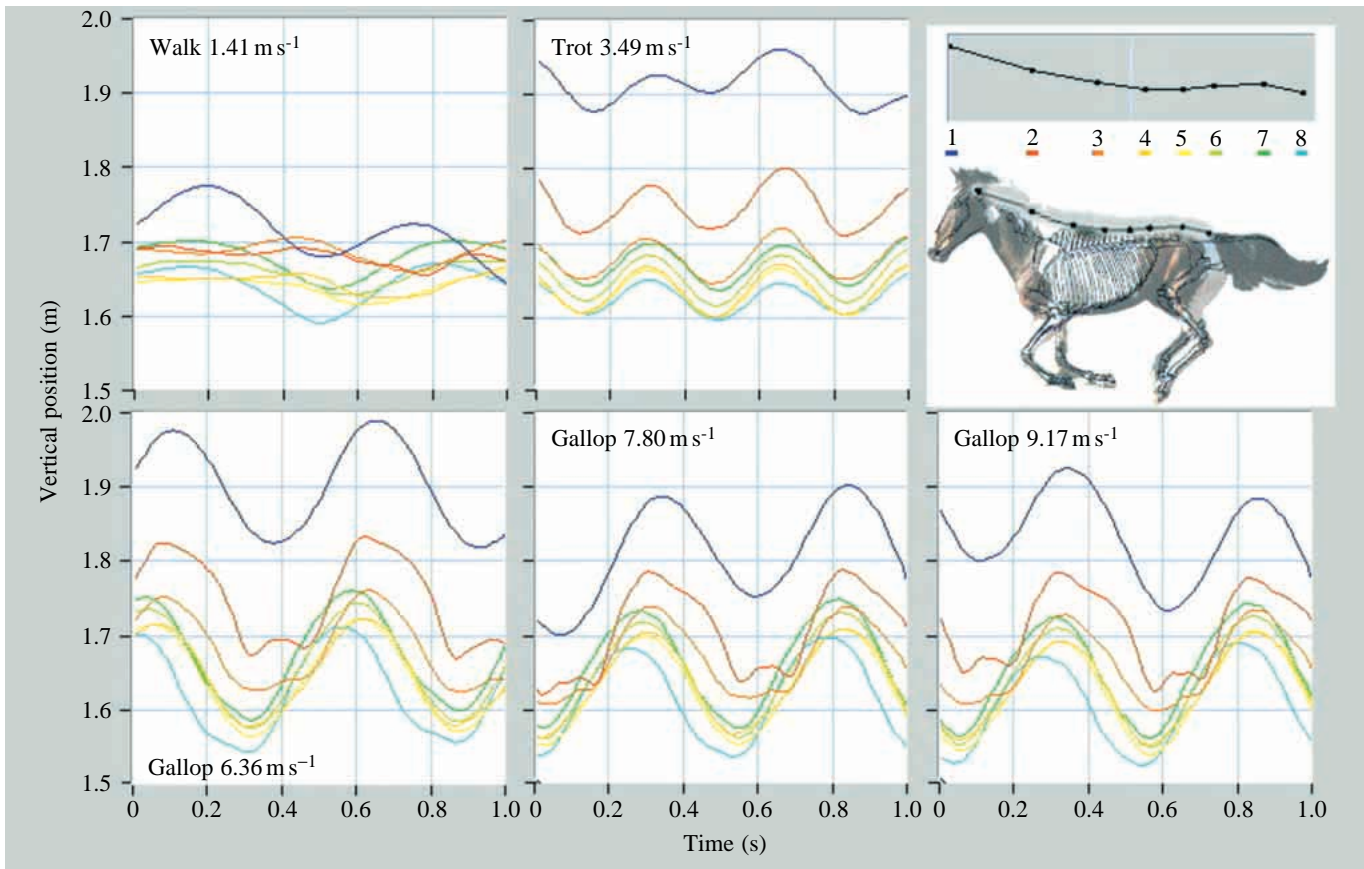 Walk 1.41 m s⁻¹
Trot 3.49 m s⁻¹
1 2 3 4 5 6 7 8
2.0
1.9
1.8
1.7
1.6
1.5
Vertical position (m)
Gallop 6.36 m s⁻¹
Gallop 7.80 m s⁻¹
Gallop 9.17 m s⁻¹
2.0
1.9
1.8
1.7
1.6
1.5
0 0.2 0.4 0.6 0.8 1.0
0 0.2 0.4 0.6 0.8 1.0
0 0.2 0.4 0.6 0.8 1.0
Time (s)